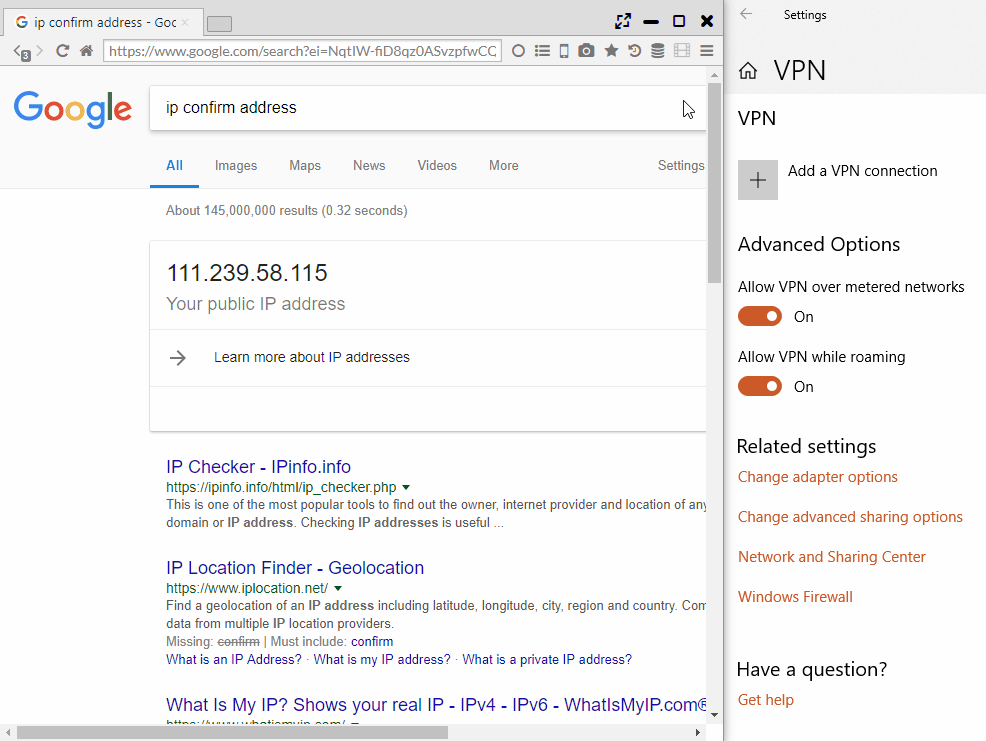 ip confirm address - Goo
3
https://www.google.com/search?ei=NqtIW-fiD8qz0ASvzpfwCQ
Google
ip confirm address
All Images Maps News Videos More Settings
About 145,000,000 results (0.32 seconds)
111.239.58.115
Your public IP address
Learn more about IP addresses
IP Checker - IPinfo.info
https://ipinfo.info/html/ip_checker.php
This is one of the most popular tools to find out the owner, internet provider and location of any
domain or IP address. Checking IP addresses is useful ...
IP Location Finder - Geolocation
https://www.iplocation.net/
Find a geolocation of an IP address including latitude, longitude, city, region and country. Com
data from multiple IP location providers.
Missing: confirm | Must include: confirm
What is an IP Address? · What is my IP address? · What is a private IP address?
What Is My IP? Shows your real IP - IPv4 - IPv6 - WhatIsMyIP.com®
https://www.whatismyip.com/
Settings
VPN
VPN
Add a VPN connection
Advanced Options
Allow VPN over metered networks
On
Allow VPN while roaming
On
Related settings
Change adapter options
Change advanced sharing options
Network and Sharing Center
Windows Firewall
Have a question?
Get help